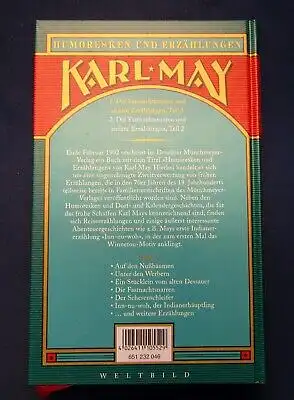 HUMORESKEN UND ERZÄHLUNGEN
KARL MAY
1. Die Fastnachtsnarren und
andere Erzählungen, Teil 1
2. Die Fastnachtsnarren und
weitere Erzählungen, Teil 2
Ende Februar 1902 erscheint im Dresdner Münchmeyer-
Verlag ein Buch mit dem Titel »Humoresken und
Erzählungen« von Karl May. Hierbei handelt es sich
um eine ungenehmigte Zweitverwertung von frühen
Erzählungen, die in den 70er Jahren des 19. Jahrhunderts
teilweise bereits in Familienzeitschriften des Münchmeyer-
Verlages veröffentlicht worden sind. Neben den
Humoresken und Dorf- und Kalendergeschichten, die
für das frühe Schaffen Karl Mays kennzeichnend sind,
finden sich Reiseerzählungen und einige äußerst interessante
Abenteuergeschichten wie z.B. Mays erste Indianer-
erzählung »Inn-nu-woh«, in der zum ersten Mal das
Winnetou-Motiv anklingt.
• Auf den Nußbäumen
• Unter den Werbern
• Ein Stücklein vom alten Dessauer
• Die Fastnachtsnarren
• Der Scherenschleifer
• Inn-nu-woh, der Indianerhäuptling
• ... und weitere Erzählungen
4 026411 105529
651 232 046
WELTBILD